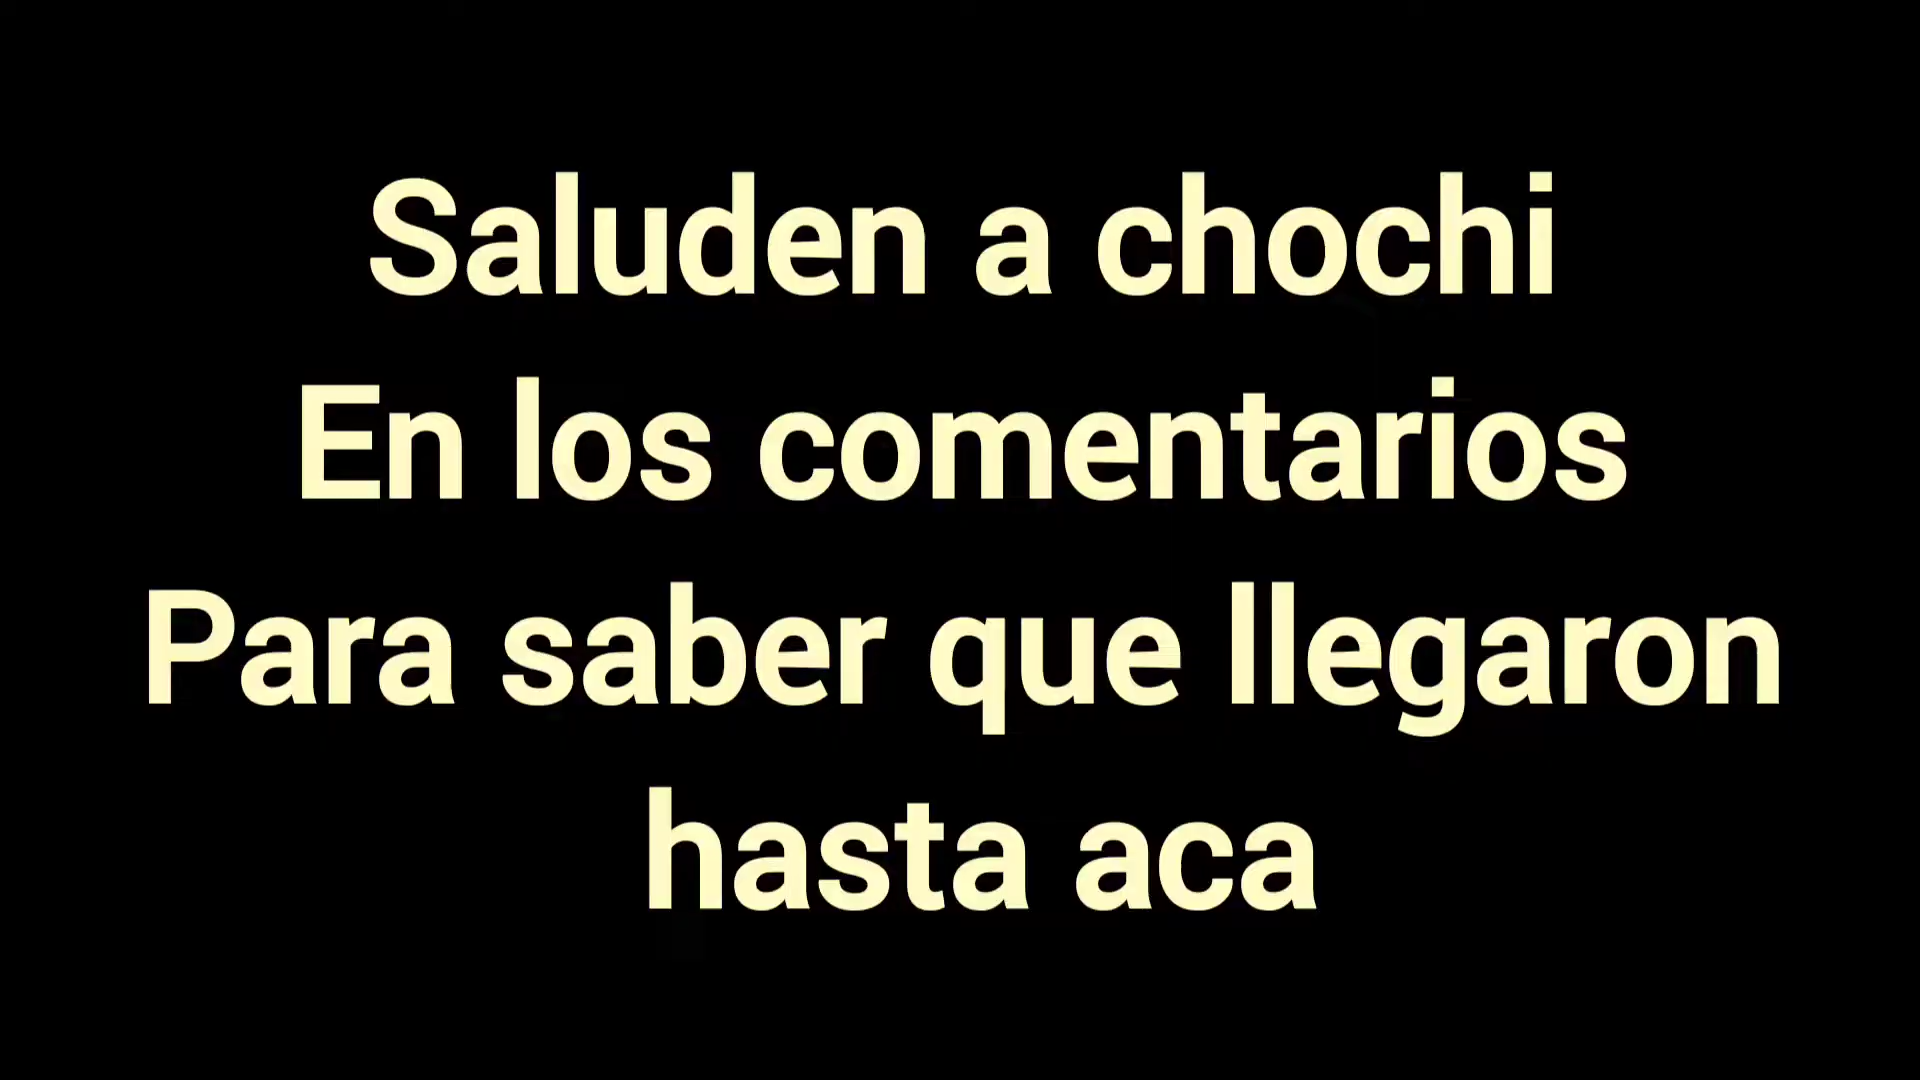 Saluden a chochi
En los comentarios
Para saber que llegaron
hasta aca